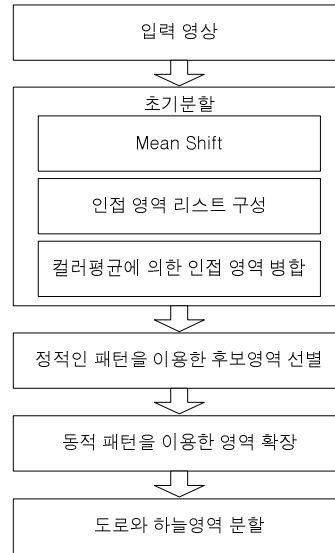 입력 영상
초기분할
Mean Shift
인접 영역 리스트 구성
컬러평균에 의한 인접 영역 병합
정적인 패턴을 이용한 후보영역 선별
동적 패턴을 이용한 영역 확장
도로와 하늘영역 분할